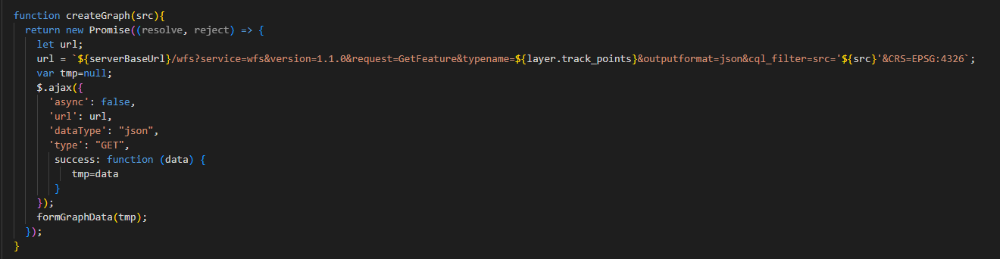 function createGraph(src){
return new Promise((resolve, reject) => {
let url;
url = `${serverBaseUrl}/wfs?service=wfs&version=1.1.0&request=GetFeature&typename=${layer.track_points}&outputformat=json&cql_filter=src='${src}'&CRS=EPSG:4326`;
var tmp=null;
$.ajax({
'async': false,
'url': url,
'dataType': "json",
'type': "GET",
success: function (data) {
tmp=data
}
});
formGraphData(tmp);
});
}